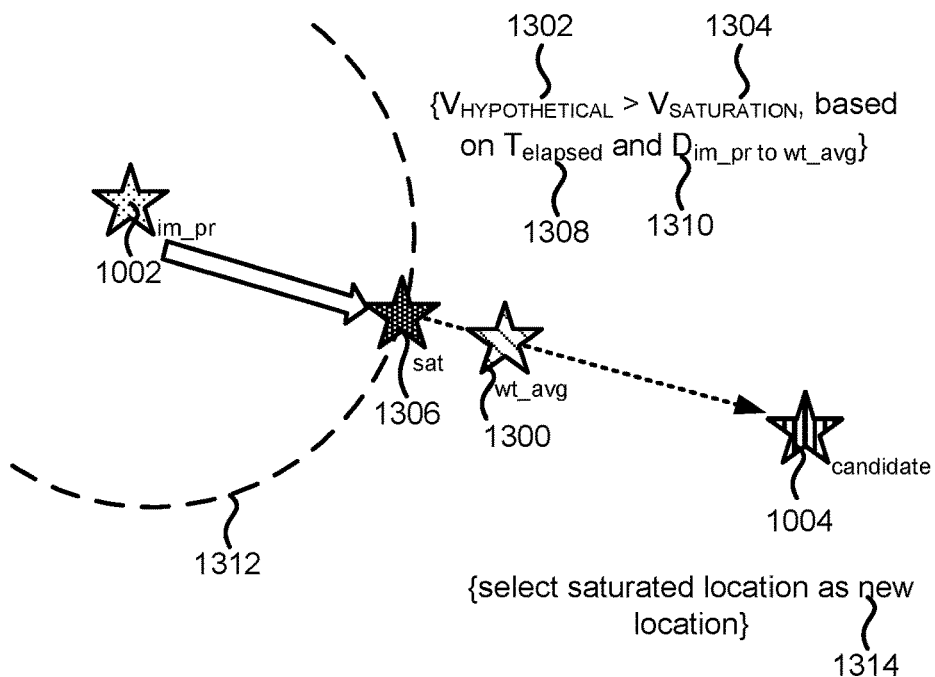 1302
1304
{VHYPOTHETICAL > VSATURATION, based
on Telapsed and Dim_pr to wt_avg}
1308
1310
im_pr
1002
sat
1306
wt_avg
1300
candidate
1004
1312
{select saturated location as new
location}
1314